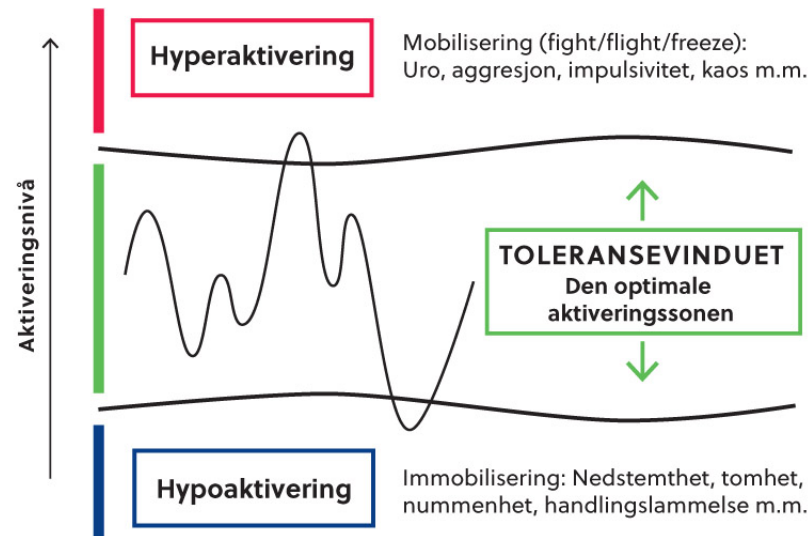 Hyperaktivering
Mobilisering (fight/flight/freeze):
Uro, aggresjon, impulsivitet, kaos m.m.
Aktiveringsnivå
TOLERANSEVINDUET
Den optimale
aktiveringssonen
Hypoaktivering
Immobilisering: Nedstemthet, tomhet,
nummenhet, handlingslammelse m.m.